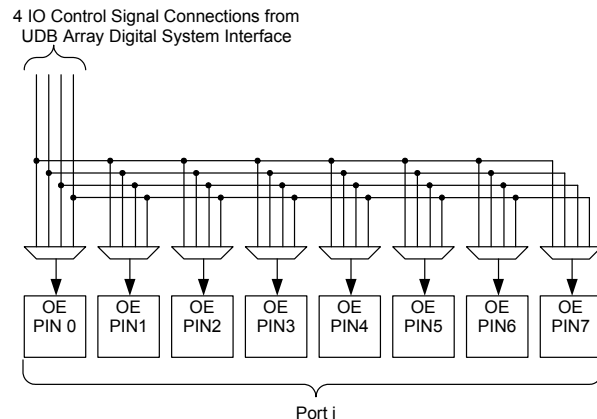 4 IO Control Signal Connections from
UDB Array Digital System Interface
OE
PIN 0
OE
PIN1
OE
PIN2
OE
PIN3
OE
PIN4
OE
PIN5
OE
PIN6
OE
PIN7
Port i